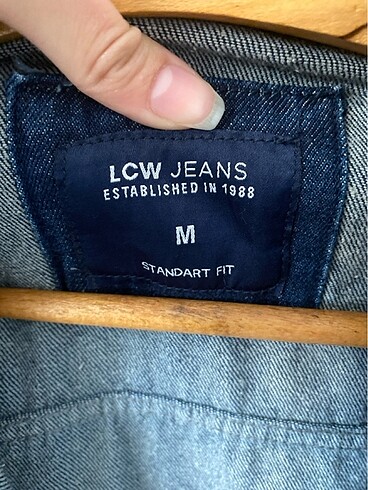 LCW JEANS
ESTABLISHED IN 1988
M
STANDART FIT